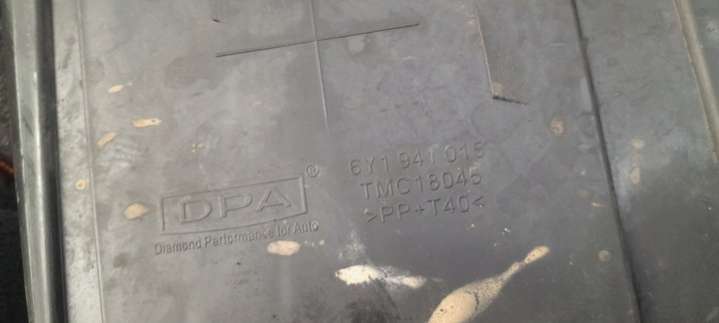 6Y1 941 015
TMC18045
>PP+T40<
DPA®
Diamond Performance for Auto